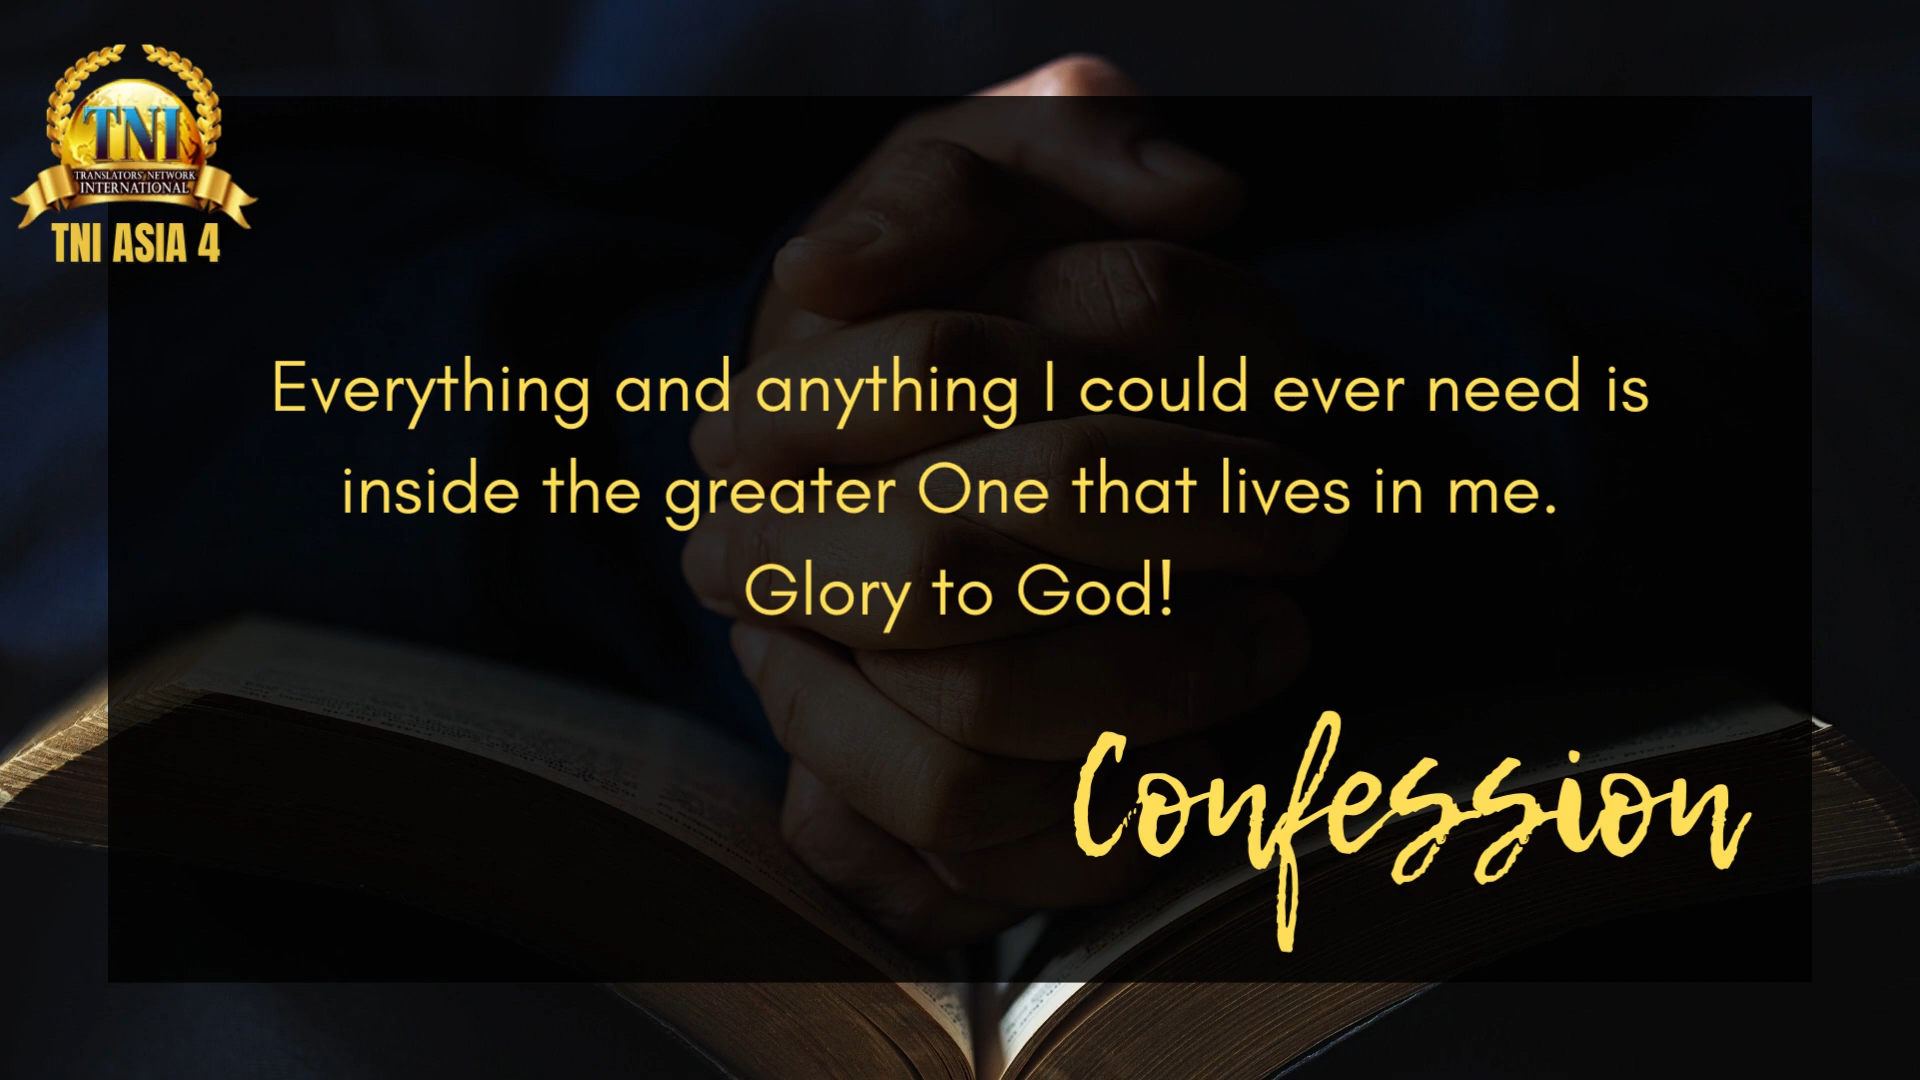 TNI
TRANSLATORS' NETWORK
INTERNATIONAL
TNI ASIA 4
Everything and anything I could ever need is
inside the greater One that lives in me.
Glory to God!
Confession